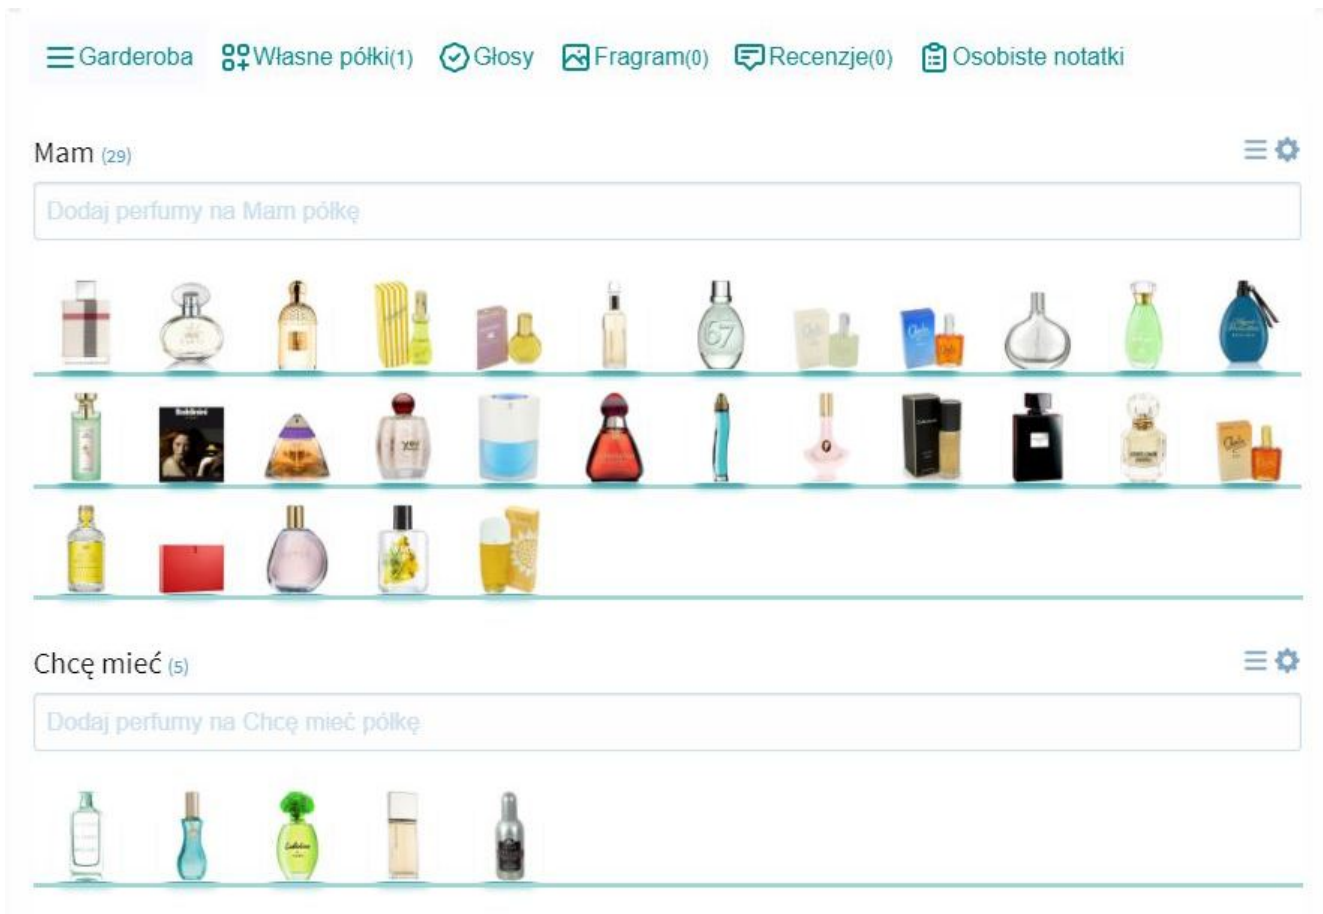 Garderoba Własne półki(1) Głosy Fragram(0) Recenzje(0) Osobiste notatki
Mam (29)
Dodaj perfumy na Mam półkę
67
Chcę mieć (5)
Dodaj perfumy na Chcę mieć półkę